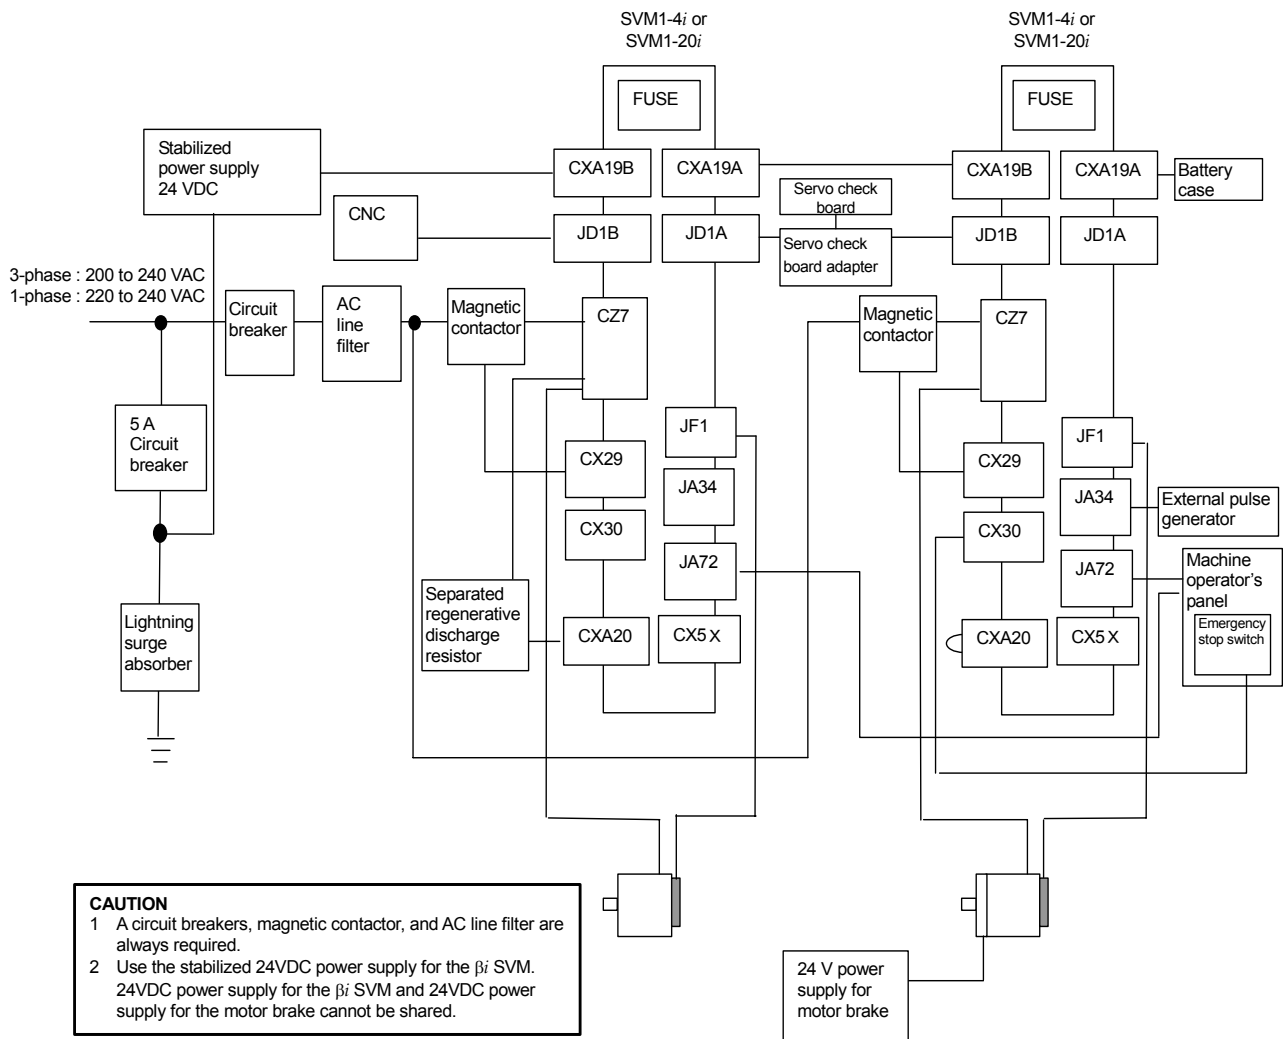 SVM1-4i or
SVM1-20i
SVM1-4i or
SVM1-20i
FUSE
FUSE
Stabilized
power supply
24 VDC
CXA19B
CXA19A
CXA19B
CXA19A
Battery
case
CNC
JD1B
JD1A
Servo check
board
Servo check
board adapter
JD1B
JD1A
3-phase : 200 to 240 VAC
1-phase : 220 to 240 VAC
Circuit
breaker
AC
line
filter
Magnetic
contactor
CZ7
Magnetic
contactor
CZ7
5 A
Circuit
breaker
JF1
JF1
CX29
JA34
CX29
JA34
External pulse
generator
CX30
JA72
CX30
JA72
Machine
operator's
panel
Emergency
stop switch
Lightning
surge
absorber
Separated
regenerative
discharge
resistor
CXA20
CX5 X
CXA20
CX5 X
CAUTION
1 A circuit breakers, magnetic contactor, and AC line filter are
always required.
2 Use the stabilized 24VDC power supply for the βi SVM.
24VDC power supply for the βi SVM and 24VDC power
supply for the motor brake cannot be shared.
24 V power
supply for
motor brake